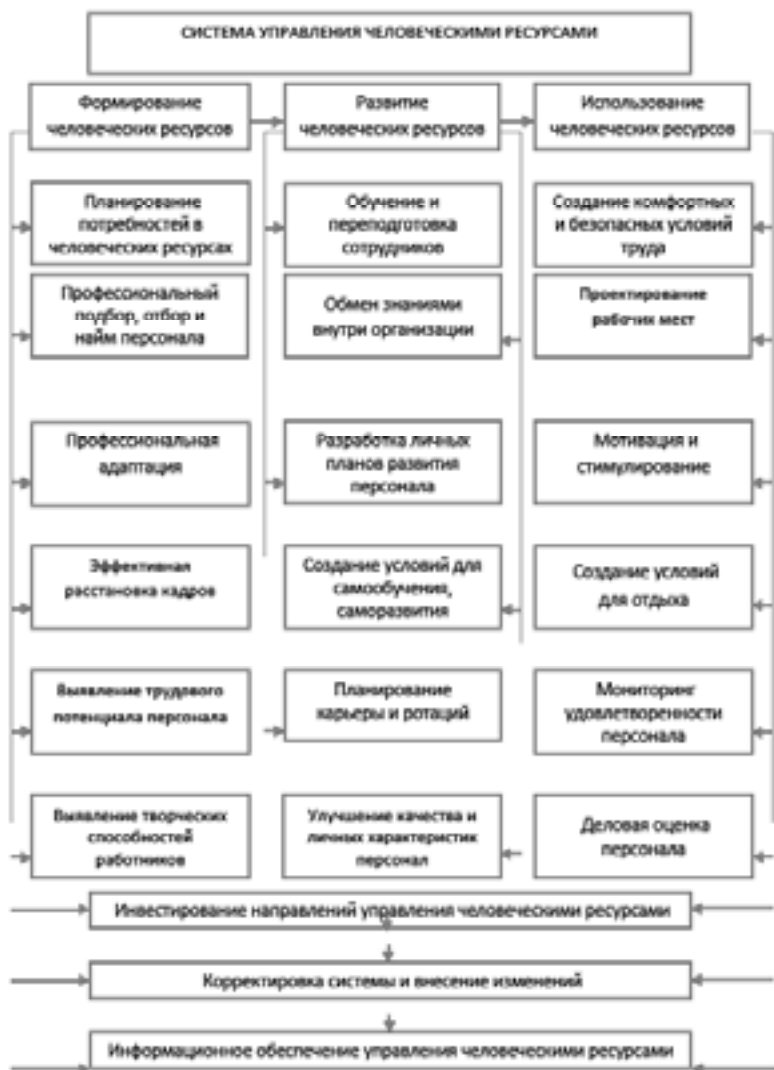 СИСТЕМА УПРАВЛЕНИЯ ЧЕЛОВЕЧЕСКИМИ РЕСУРСАМИ
Формирование
человеческих ресурсов
Развитие
человеческих ресурсов
Использование
человеческих ресурсов
Планирование
потребностей в
человеческих ресурсах
Обучение и
переподготовка
сотрудников
Создание комфортных
и безопасных условий
труда
Профессиональный
подбор, отбор и
найм персонала
Обмен знаниями
внутри организации
Проектирование
рабочих мест
Профессиональная
адаптация
Разработка личных
планов развития
персонала
Мотивация и
стимулирование
Эффективная
расстановка кадров
Создание условий для
самообучения,
саморазвития
Создание условий
для отдыха
Выявление трудового
потенциала персонала
Планирование
карьеры и ротаций
Мониторинг
удовлетворенности
персонала
Выявление творческих
способностей
работников
Улучшение качества и
личных характеристик
персонал
Деловая оценка
персонала
Инвестирование направлений управления человеческими ресурсами
Корректировка системы и внесение изменений
Информационное обеспечение управления человеческими ресурсами